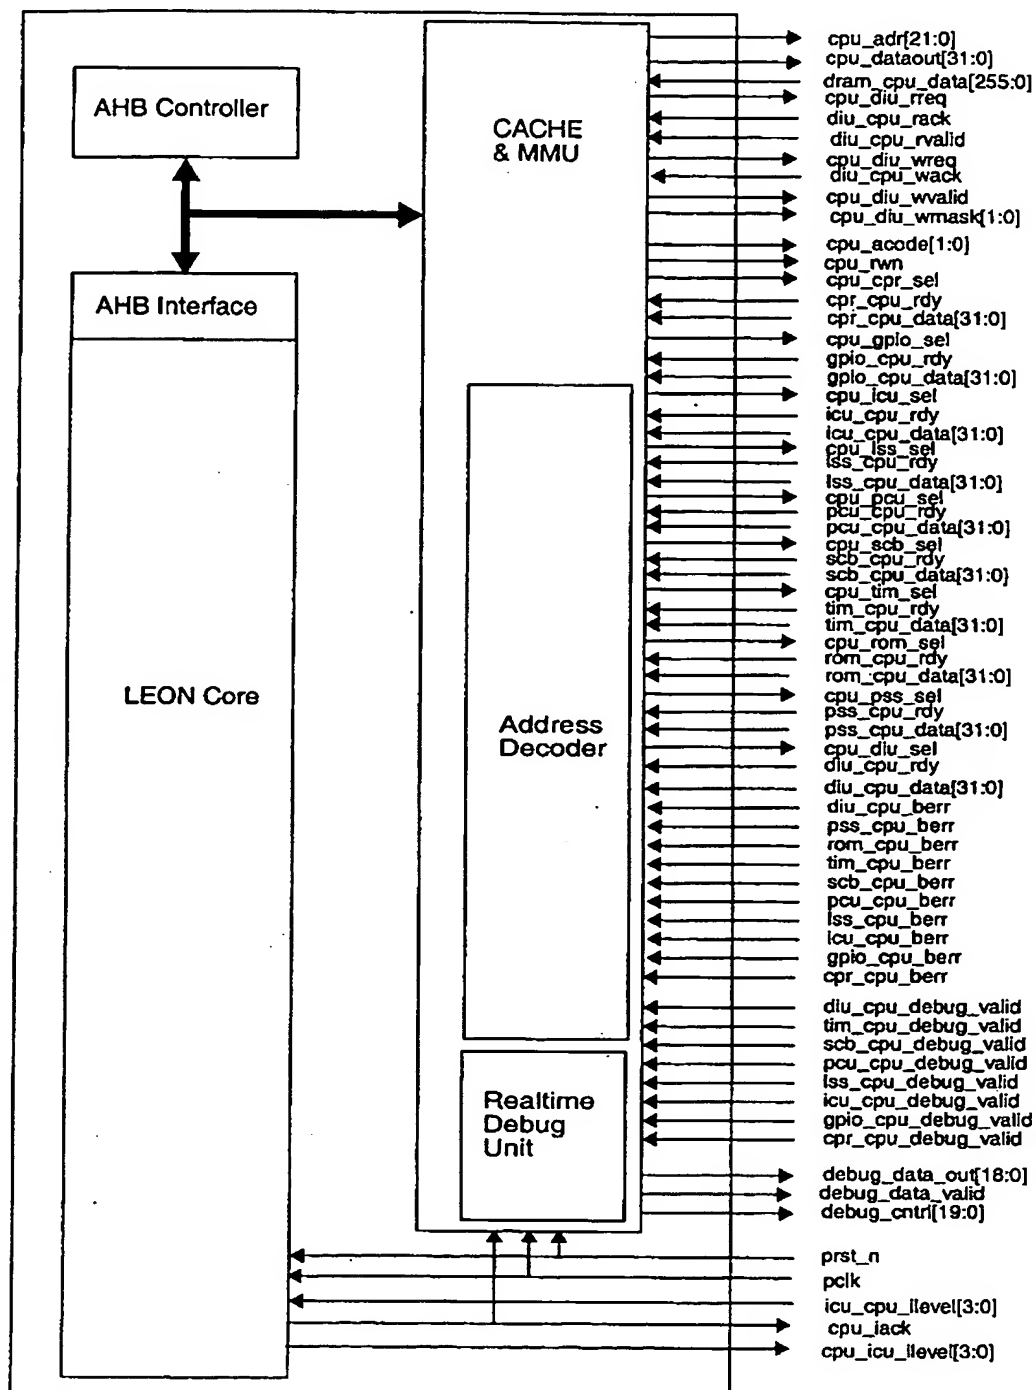 AHB Controller
CACHE
& MMU
AHB Interface
LEON Core
Address
Decoder
Realtime
Debug
Unit
cpu_adr[21:0]
cpu_dataout[31:0]
dram_cpu_data[255:0]
cpu_diu_rreq
diu_cpu_rack
diu_cpu_rvalid
cpu_diu_wreq
diu_cpu_wack
cpu_diu_wvalid
cpu_diu_wmask[1:0]
cpu_acode[1:0]
cpu_rwn
cpu_cpr_sel
cpr_cpu_rdy
cpr_cpu_data[31:0]
cpu_gpio_sel
gpio_cpu_rdy
gpio_cpu_data[31:0]
cpu_icu_sel
icu_cpu_rdy
icu_cpu_data[31:0]
cpu_lss_sel
lss_cpu_rdy
lss_cpu_data[31:0]
cpu_pcu_sel
pcu_cpu_rdy
pcu_cpu_data[31:0]
cpu_scb_sel
scb_cpu_rdy
scb_cpu_data[31:0}
cpu_tim_sel
tim_cpu_rdy
tim_cpu_data[31:0]
cpu_rom_sel
rom_cpu_rdy
rom_cpu_data[31:0]
cpu_pss_sel
pss_cpu_rdy
pss_cpu_data[31:0]
cpu_diu_sel
diu_cpu_rdy
diu_cpu_data[31:0]
diu_cpu_berr
pss_cpu_berr
rom_cpu_berr
tim_cpu_berr
scb_cpu_berr
pcu_cpu_berr
lss_cpu_berr
icu_cpu_berr
gpio_cpu_berr
cpr_cpu_berr
diu_cpu_debug_valid
tim_cpu_debug_valid
scb_cpu_debug_valid
pcu_cpu_debug_valid
lss_cpu_debug_valid
icu_cpu_debug_valid
gpio_cpu_debug_valid
cpr_cpu_debug_valid
debug_data_out[18:0]
debug_data_valid
debug_cntrl[19:0]
prst_n
pclk
icu_cpu_ilevel[3:0]
cpu_iack
cpu_icu_ilevel[3:0]